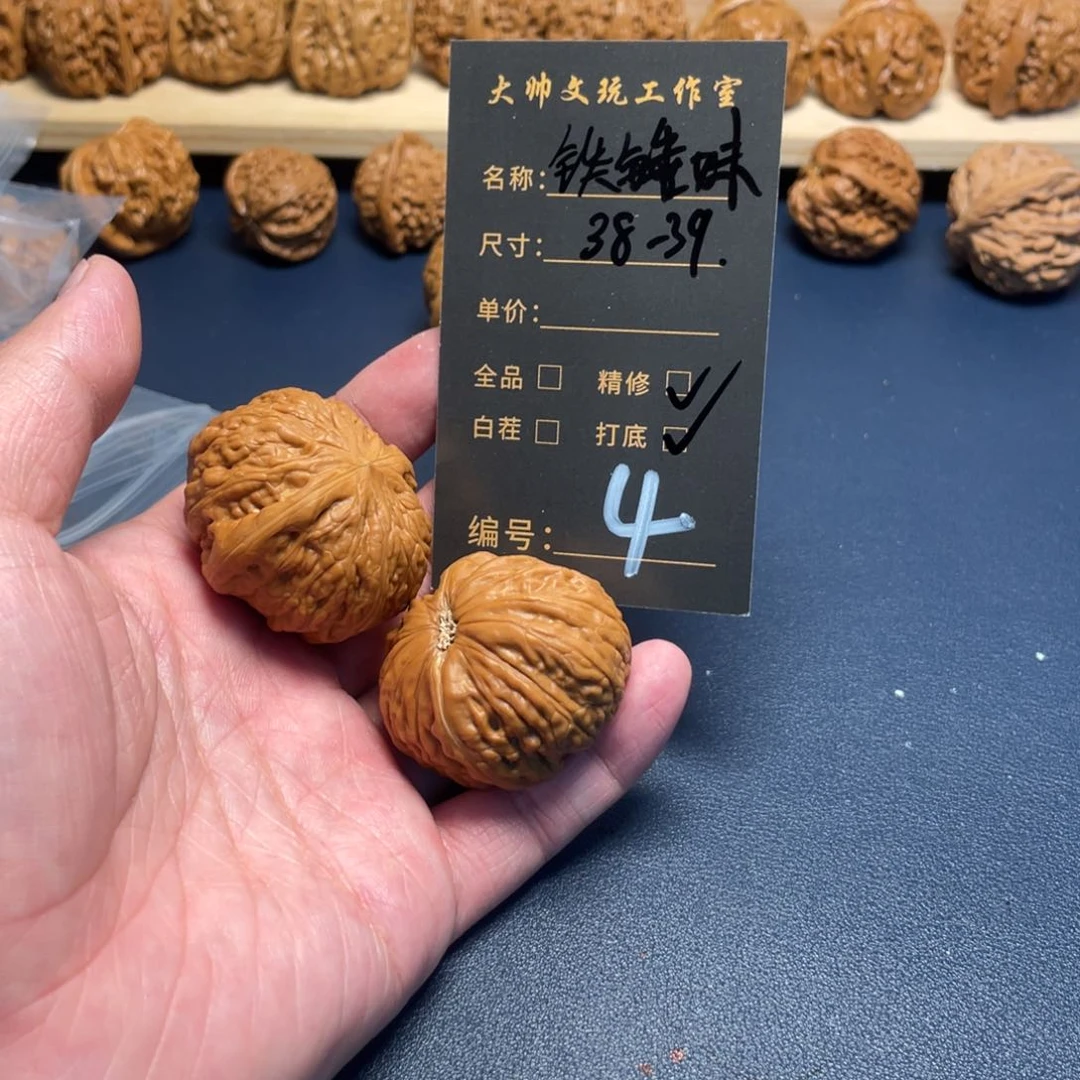 大帅文玩工作室
名称：铁罐味
尺寸：38-39.
单价：
全品 □ 精修 ☑
白茬 □ 打底 ☑
编号：4